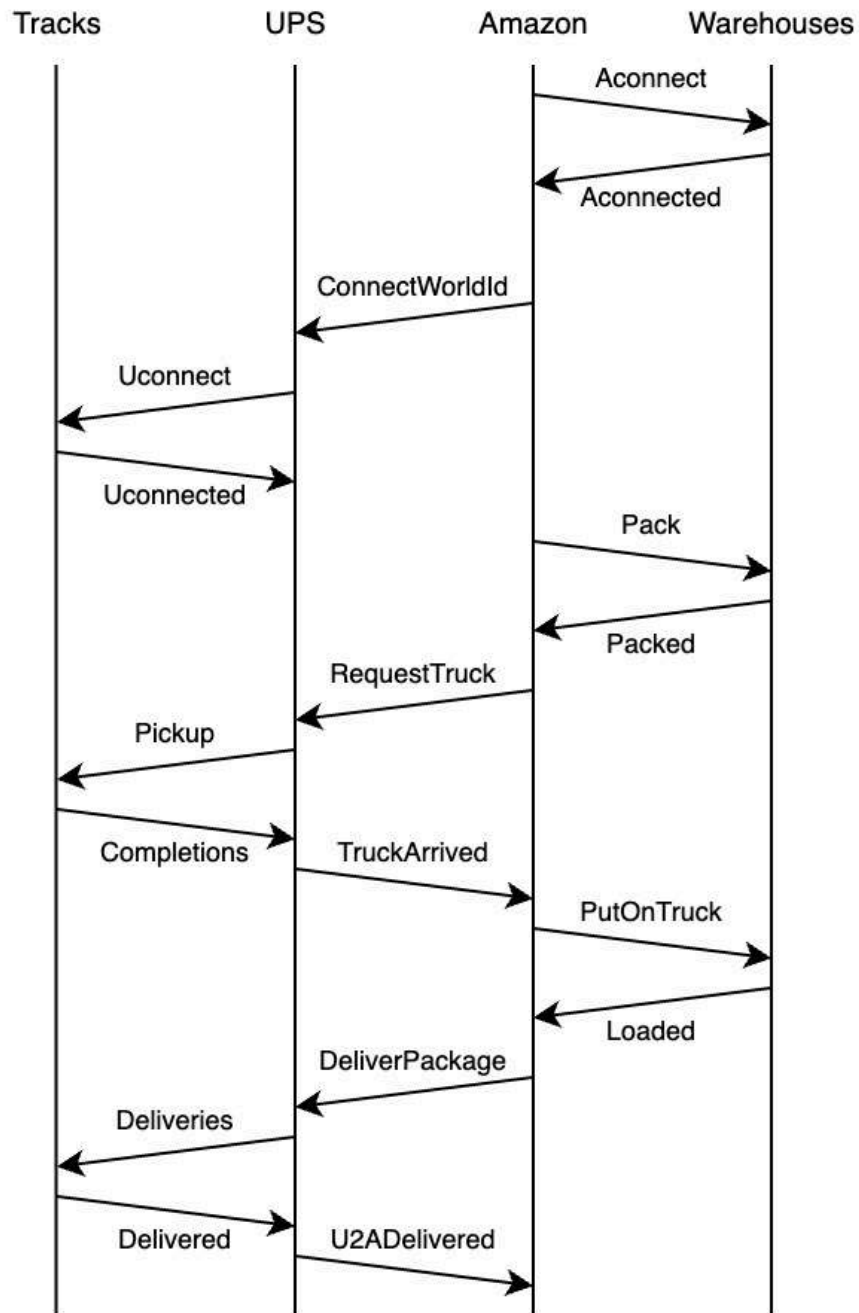 Tracks UPS Amazon Warehouses
Aconnect
Aconnected
ConnectWorldId
Uconnect
Uconnected
Pack
Packed
RequestTruck
Pickup
Completions
TruckArrived
PutOnTruck
Loaded
DeliverPackage
Deliveries
Delivered
U2ADelivered